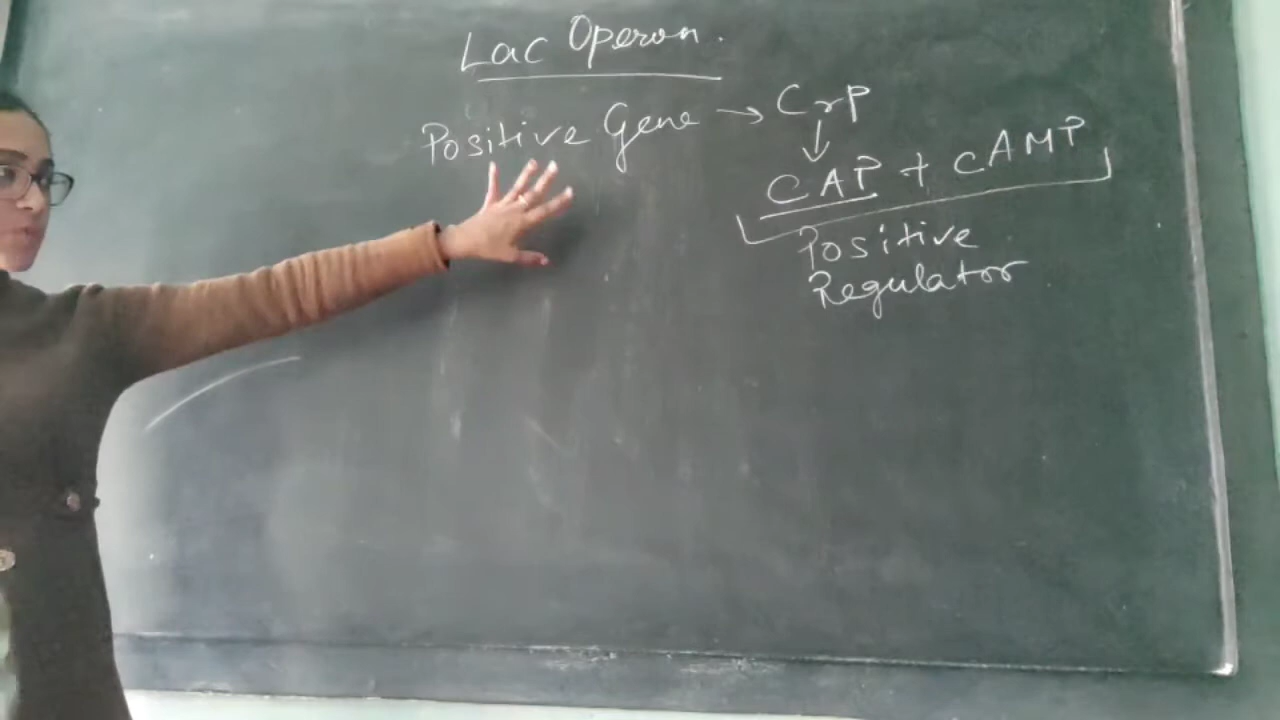 Lac Operon.
Positive Gene → Crp
↓
CAP + cAMP
Positive
Regulator